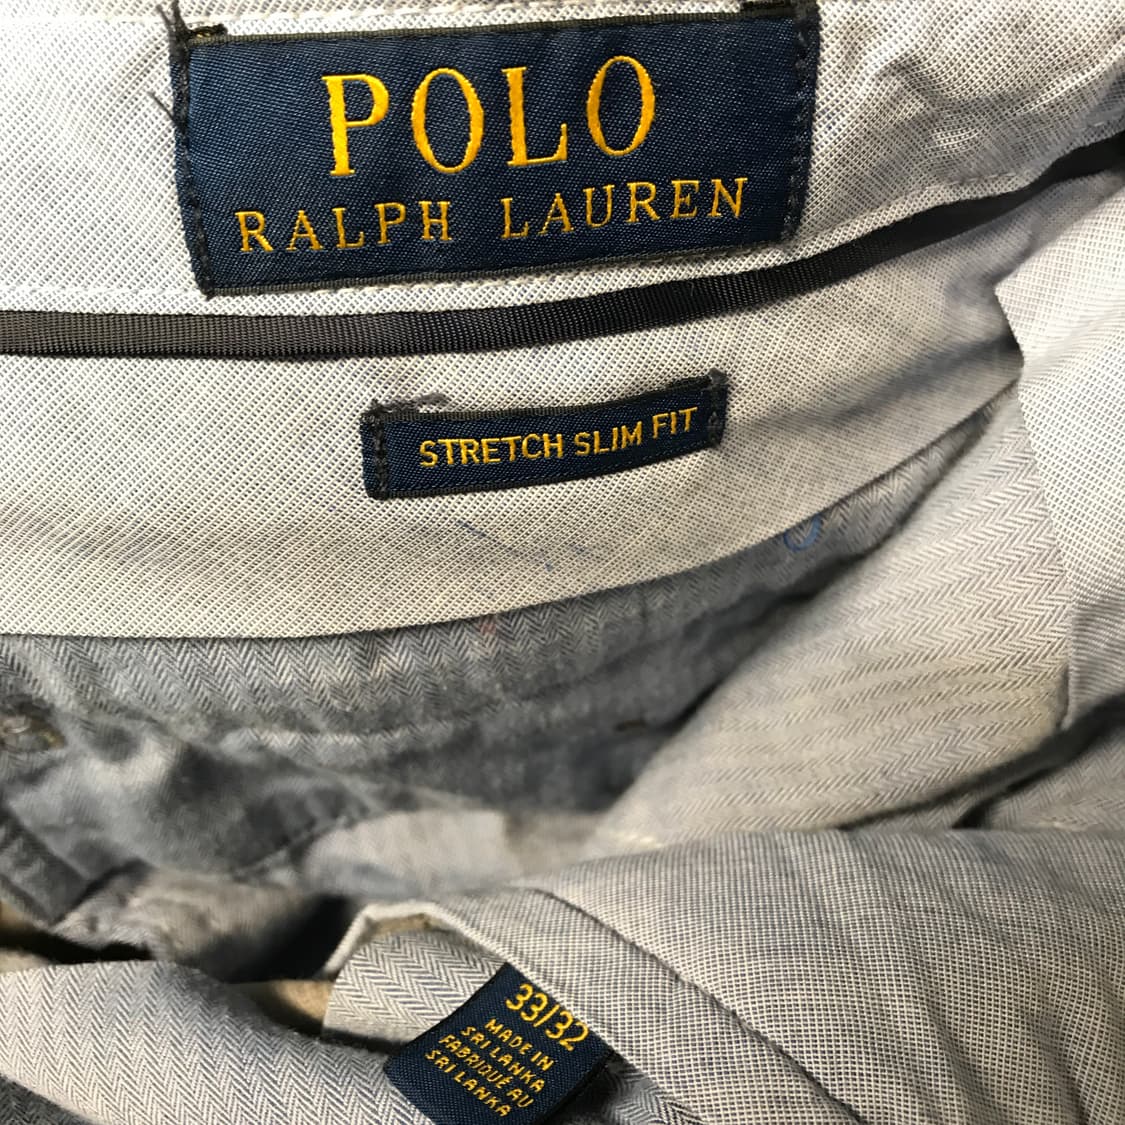 POLO
RALPH LAUREN
STRETCH SLIM FIT
33/32
MADE IN
SRI LANKA
FABRIQUÉ AU
SRI LANKA